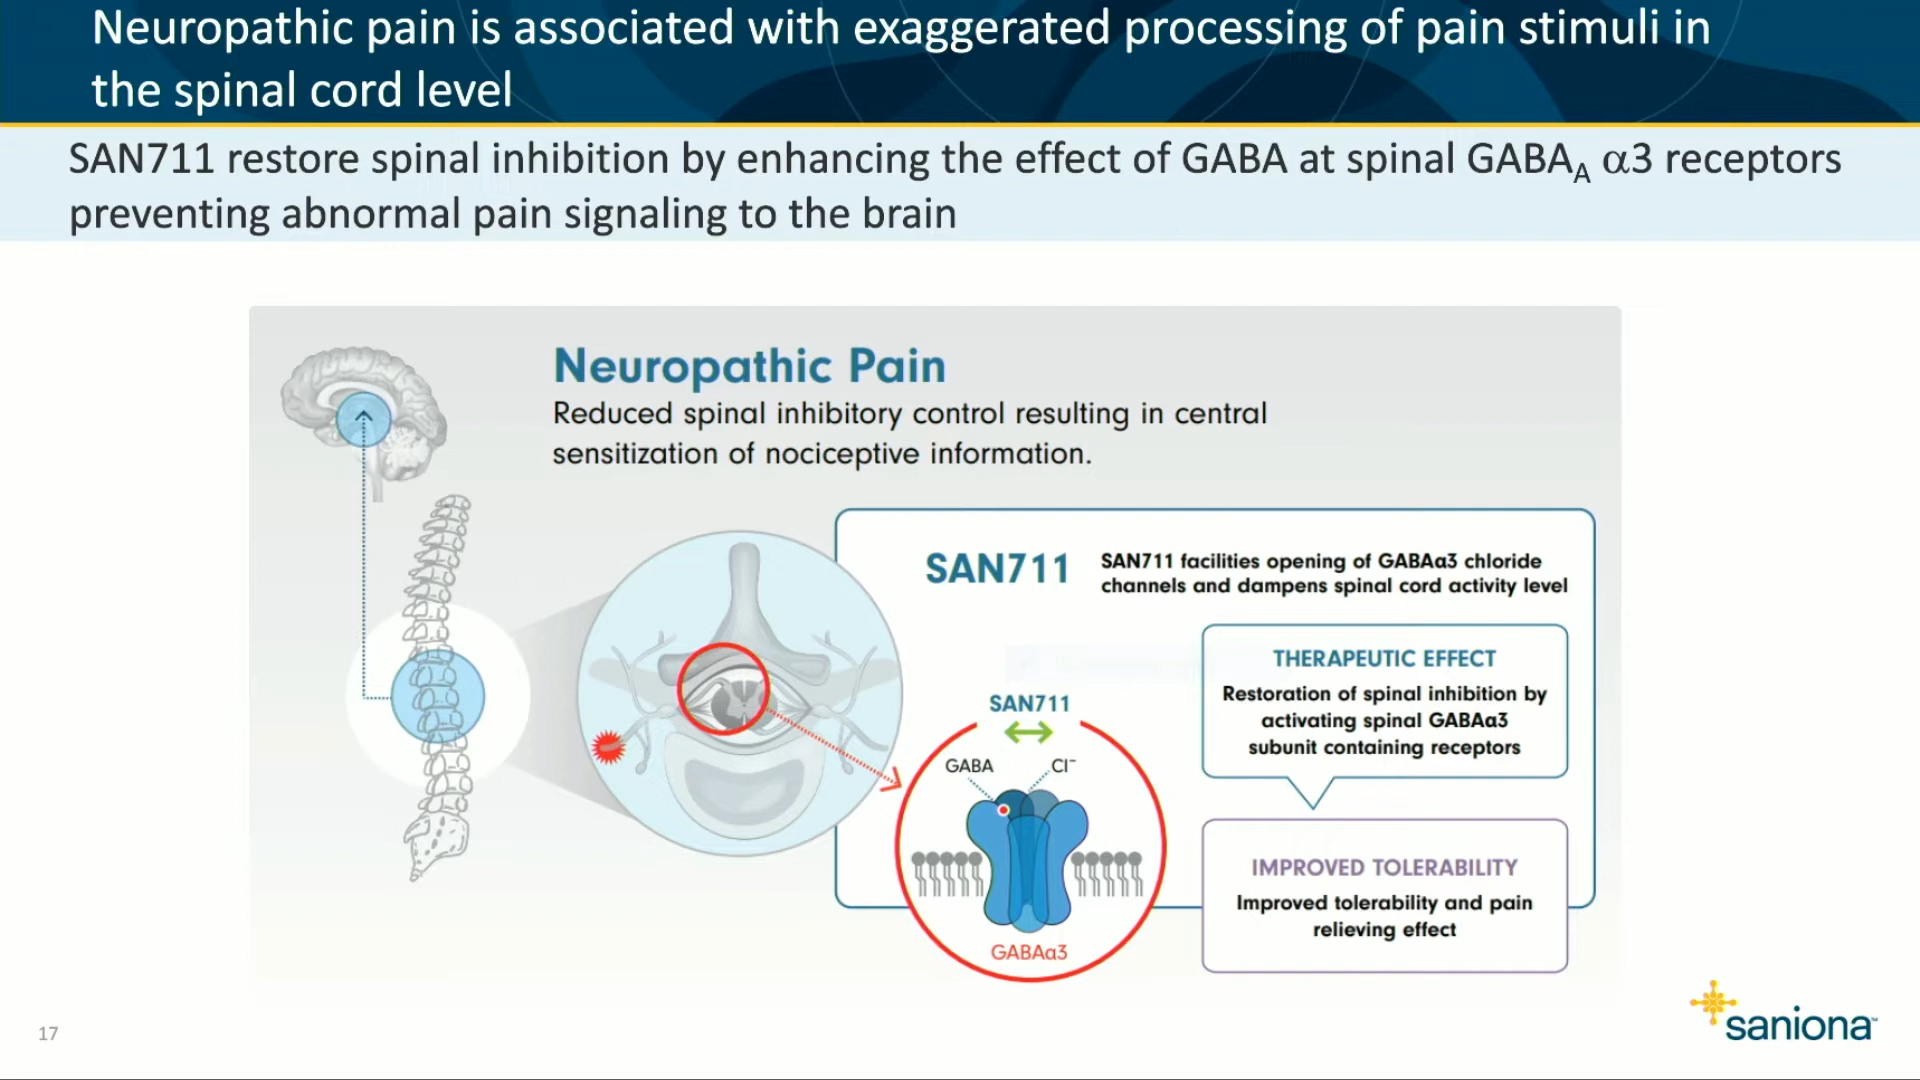 Neuropathic pain is associated with exaggerated processing of pain stimuli in
the spinal cord level
SAN711 restore spinal inhibition by enhancing the effect of GABA at spinal GABA_A α3 receptors
preventing abnormal pain signaling to the brain
Neuropathic Pain
Reduced spinal inhibitory control resulting in central
sensitization of nociceptive information.
SAN711
SAN711 facilities opening of GABAα3 chloride
channels and dampens spinal cord activity level
THERAPEUTIC EFFECT
Restoration of spinal inhibition by
activating spinal GABAα3
subunit containing receptors
SAN711
GABA
Cl⁻
GABAα3
IMPROVED TOLERABILITY
Improved tolerability and pain
relieving effect
17
saniona™